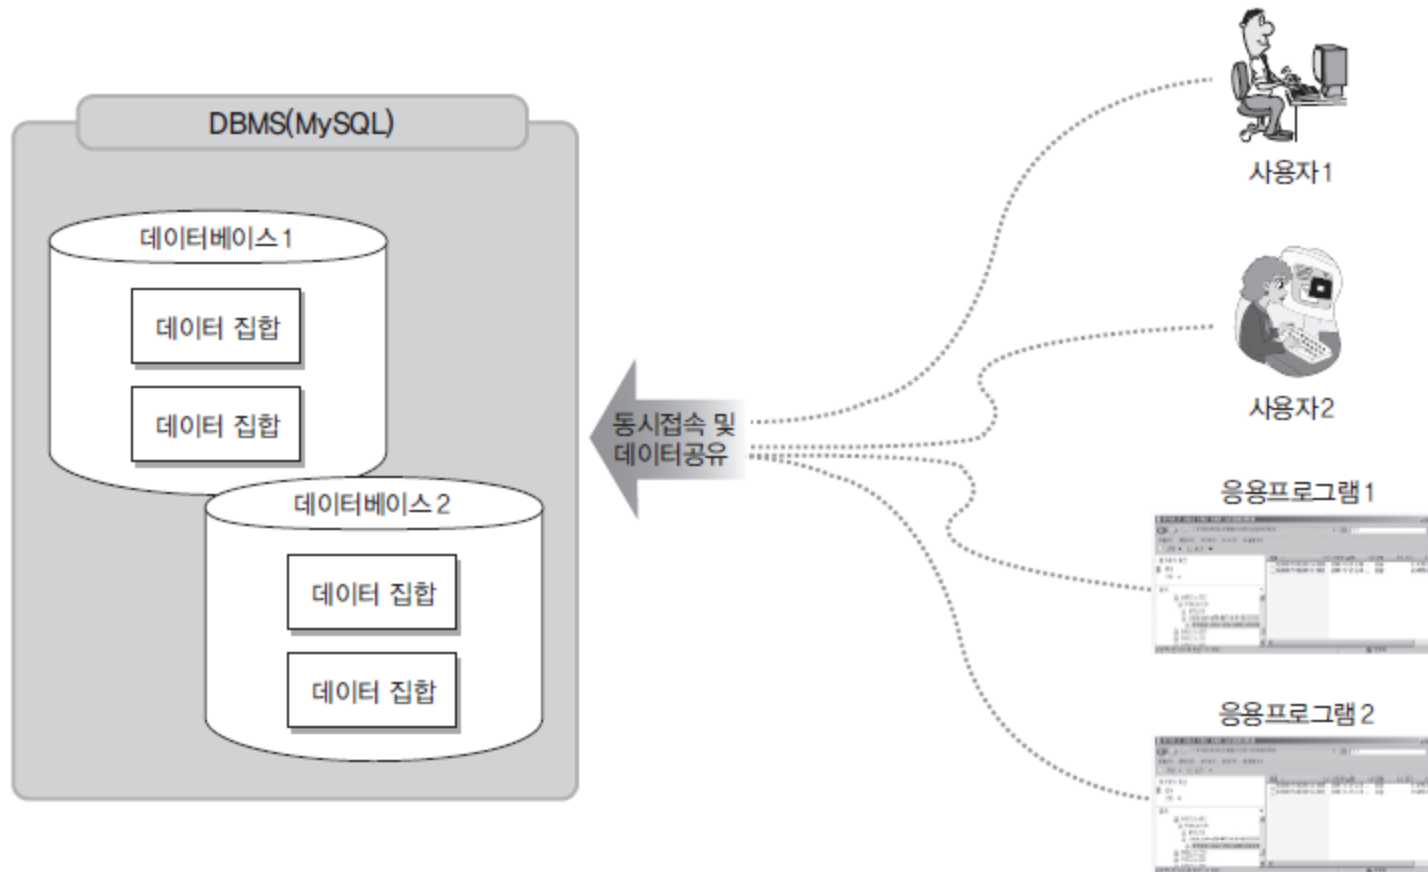 DBMS(MySQL)
데이터베이스 1
데이터 집합
데이터 집합
데이터베이스 2
데이터 집합
데이터 집합
동시접속 및
데이터공유
사용자 1
사용자 2
응용프로그램 1
응용프로그램 2